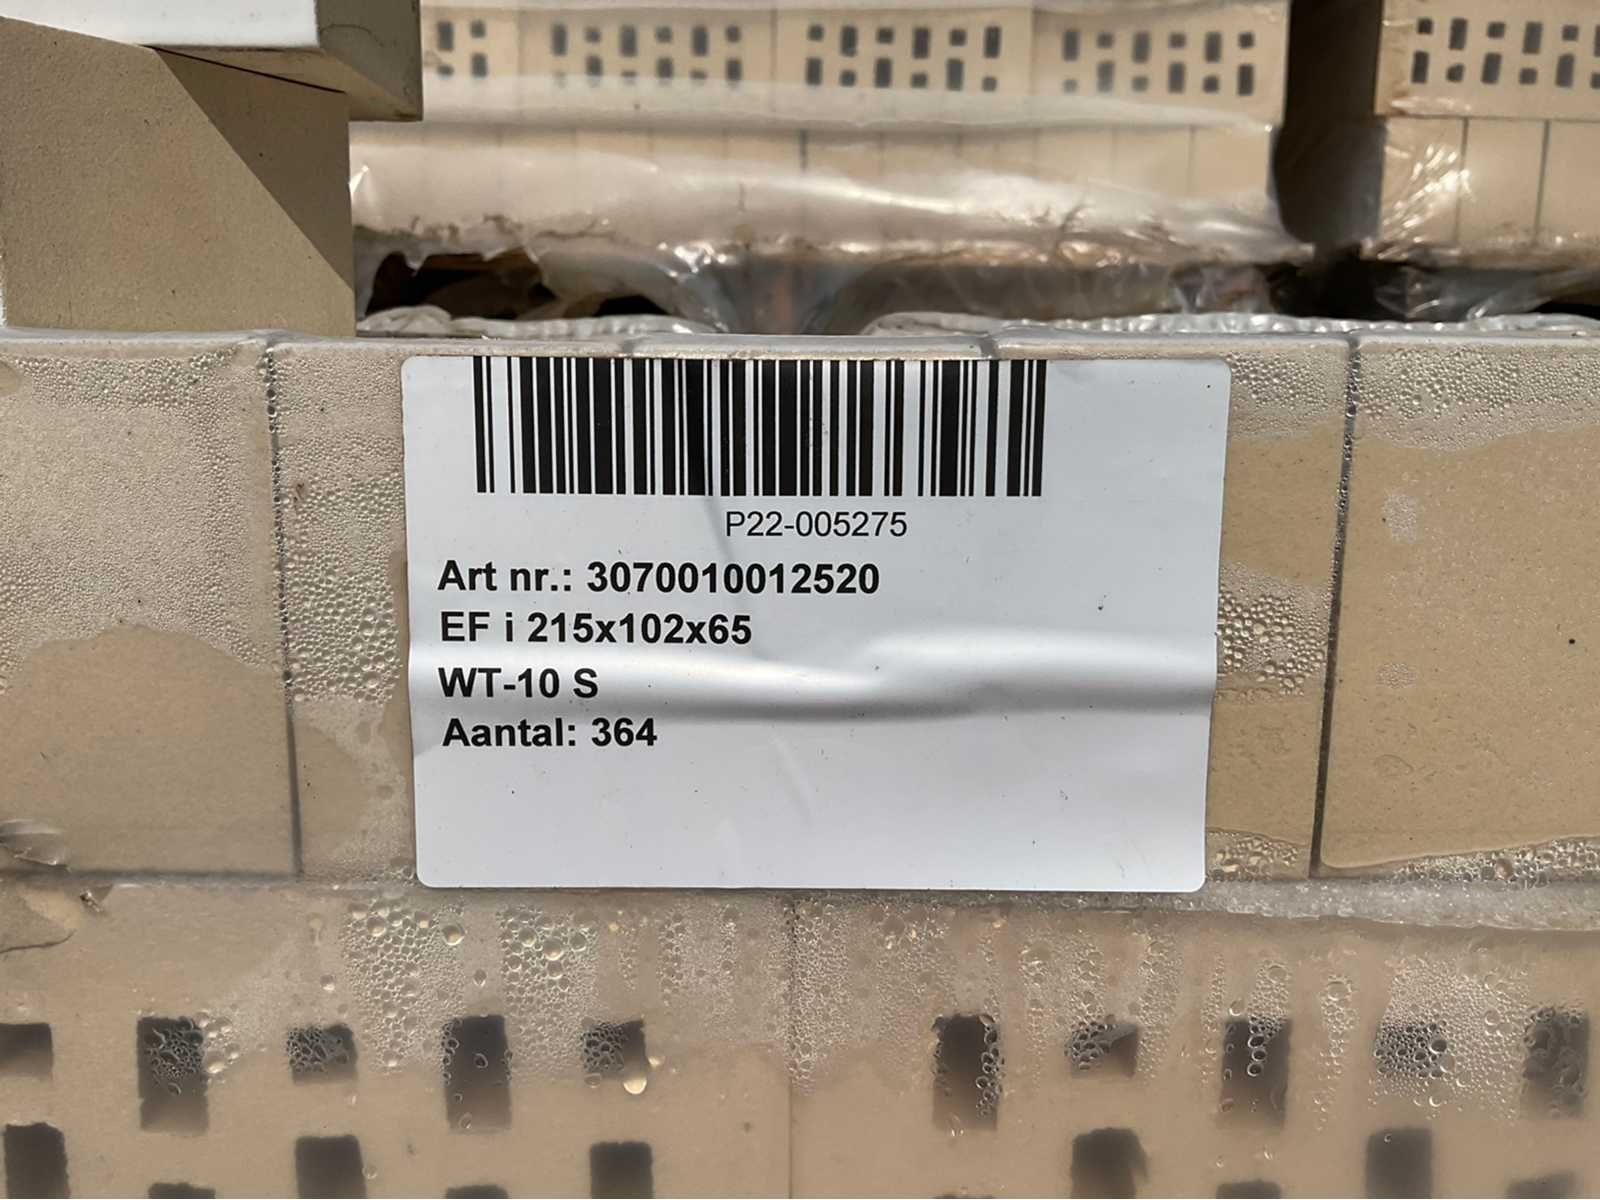 P22-005275
Art nr.: 3070010012520
EF i 215x102x65
WT-10 S
Aantal: 364